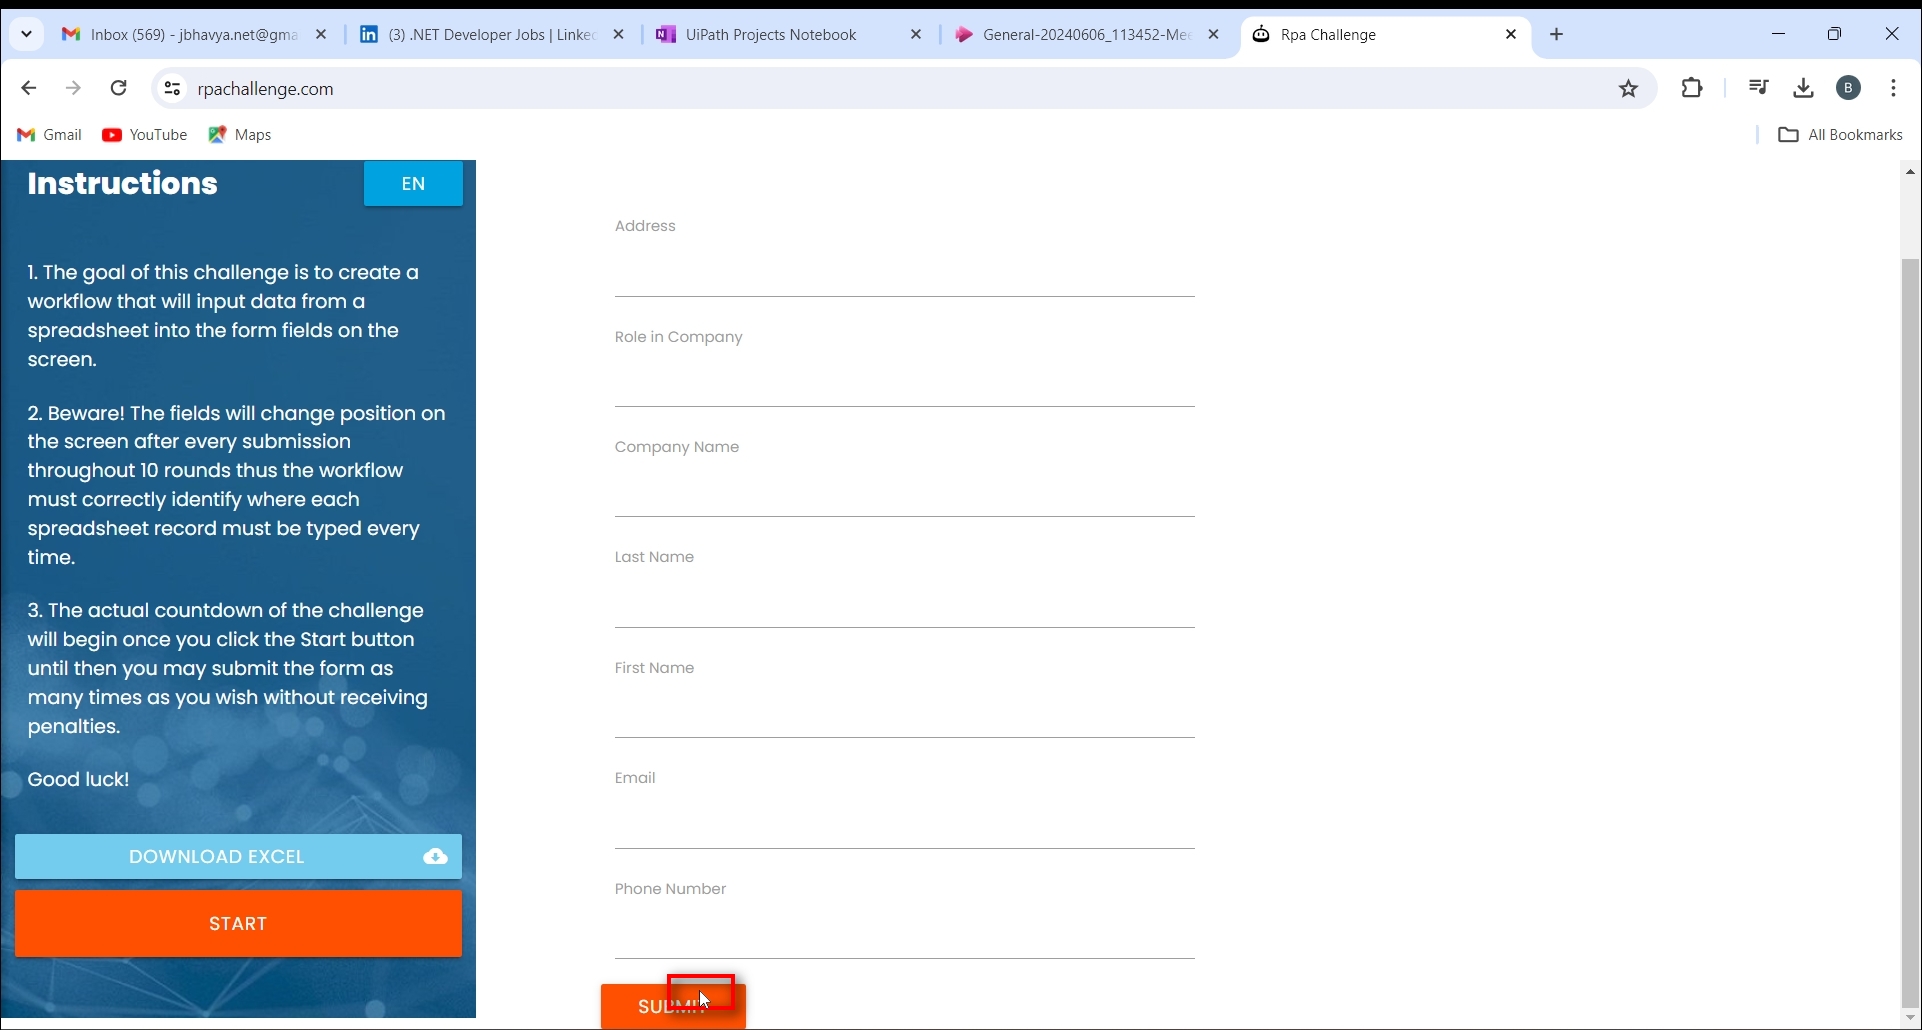 Inbox (569) - jbhavya.net@gma
(3) .NET Developer Jobs | Linke
UiPath Projects Notebook
General-20240606_113452-Mee
Rpa Challenge
rpachallenge.com
B
Gmail
YouTube
Maps
All Bookmarks
Instructions
EN
1. The goal of this challenge is to create a
workflow that will input data from a
spreadsheet into the form fields on the
screen.
2. Beware! The fields will change position on
the screen after every submission
throughout 10 rounds thus the workflow
must correctly identify where each
spreadsheet record must be typed every
time.
3. The actual countdown of the challenge
will begin once you click the Start button
until then you may submit the form as
many times as you wish without receiving
penalties.
Good luck!
DOWNLOAD EXCEL
START
Address
Role in Company
Company Name
Last Name
First Name
Email
Phone Number
SUBMIT